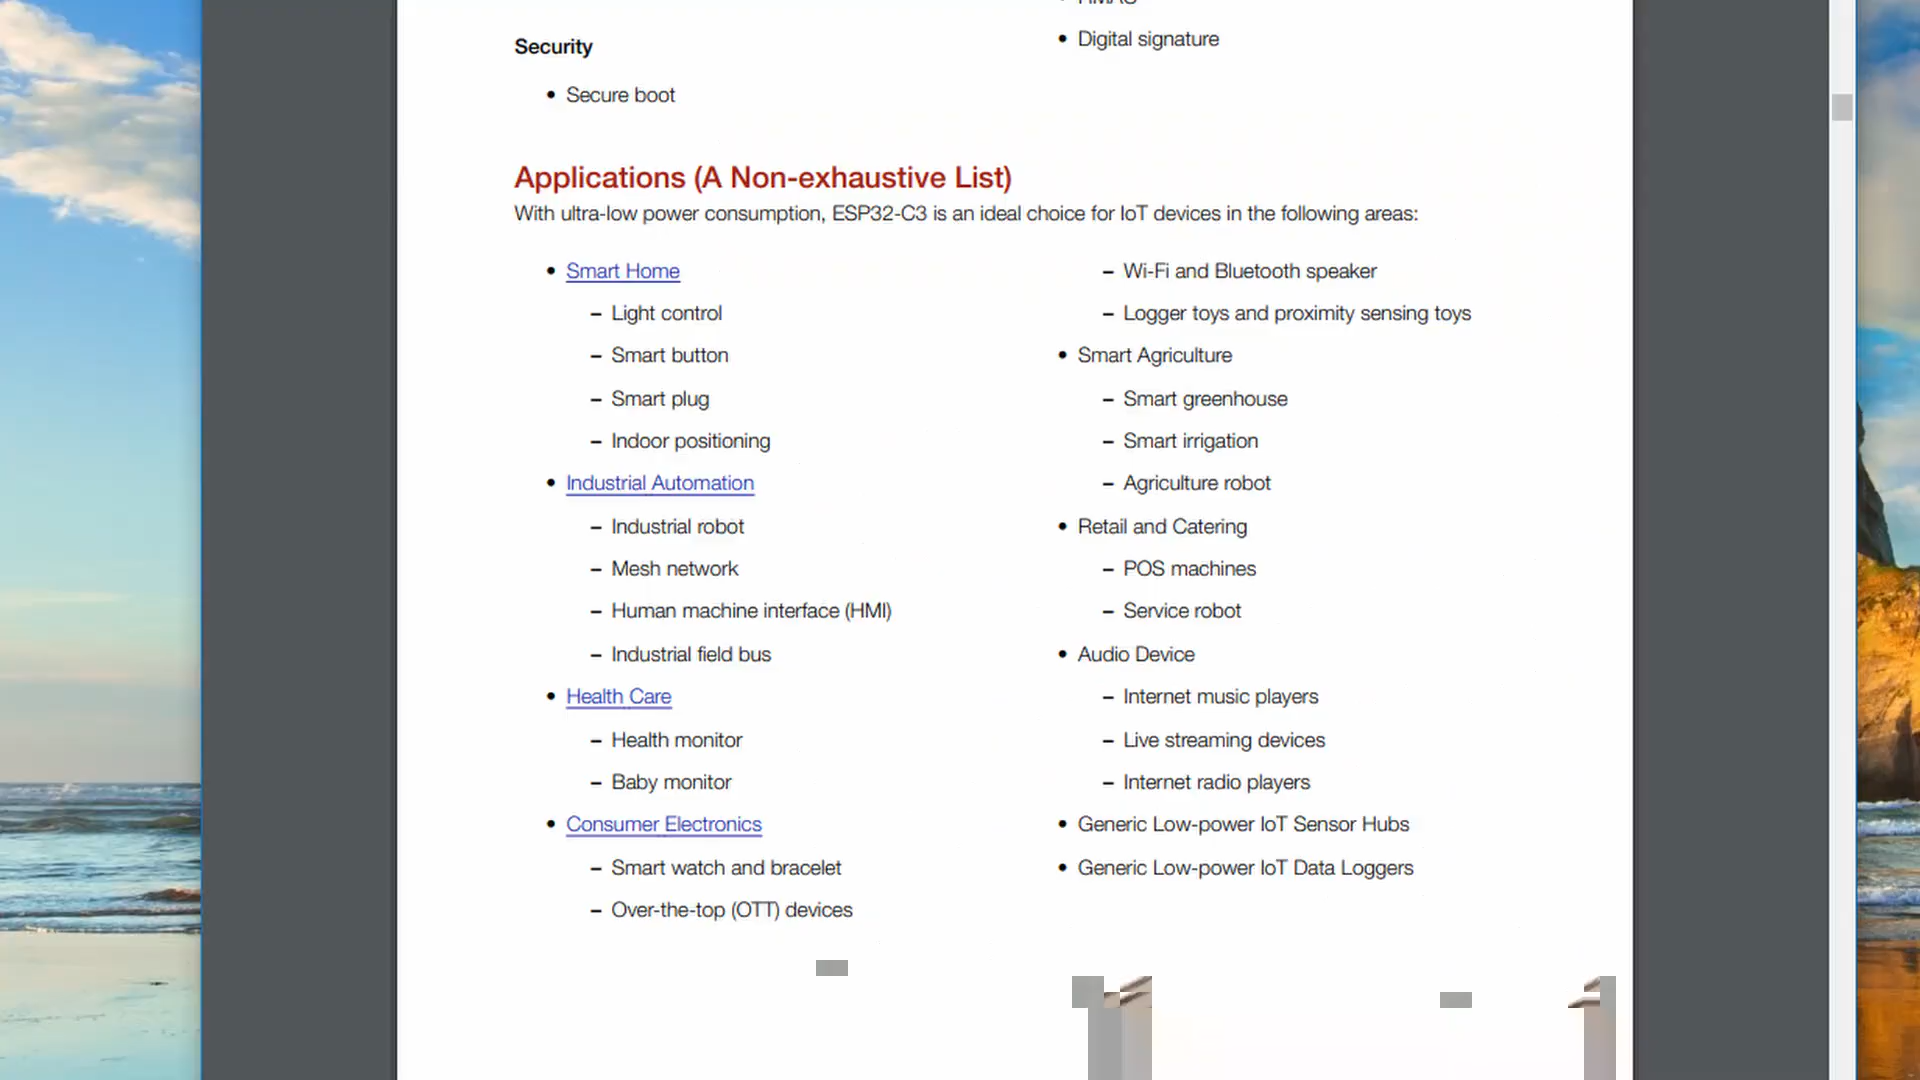 Security
• Secure boot
• Digital signature
Applications (A Non-exhaustive List)
With ultra-low power consumption, ESP32-C3 is an ideal choice for IoT devices in the following areas:
• Smart Home
– Light control
– Smart button
– Smart plug
– Indoor positioning
• Industrial Automation
– Industrial robot
– Mesh network
– Human machine interface (HMI)
– Industrial field bus
• Health Care
– Health monitor
– Baby monitor
• Consumer Electronics
– Smart watch and bracelet
– Over-the-top (OTT) devices
– Wi-Fi and Bluetooth speaker
– Logger toys and proximity sensing toys
• Smart Agriculture
– Smart greenhouse
– Smart irrigation
– Agriculture robot
• Retail and Catering
– POS machines
– Service robot
• Audio Device
– Internet music players
– Live streaming devices
– Internet radio players
• Generic Low-power IoT Sensor Hubs
• Generic Low-power IoT Data Loggers